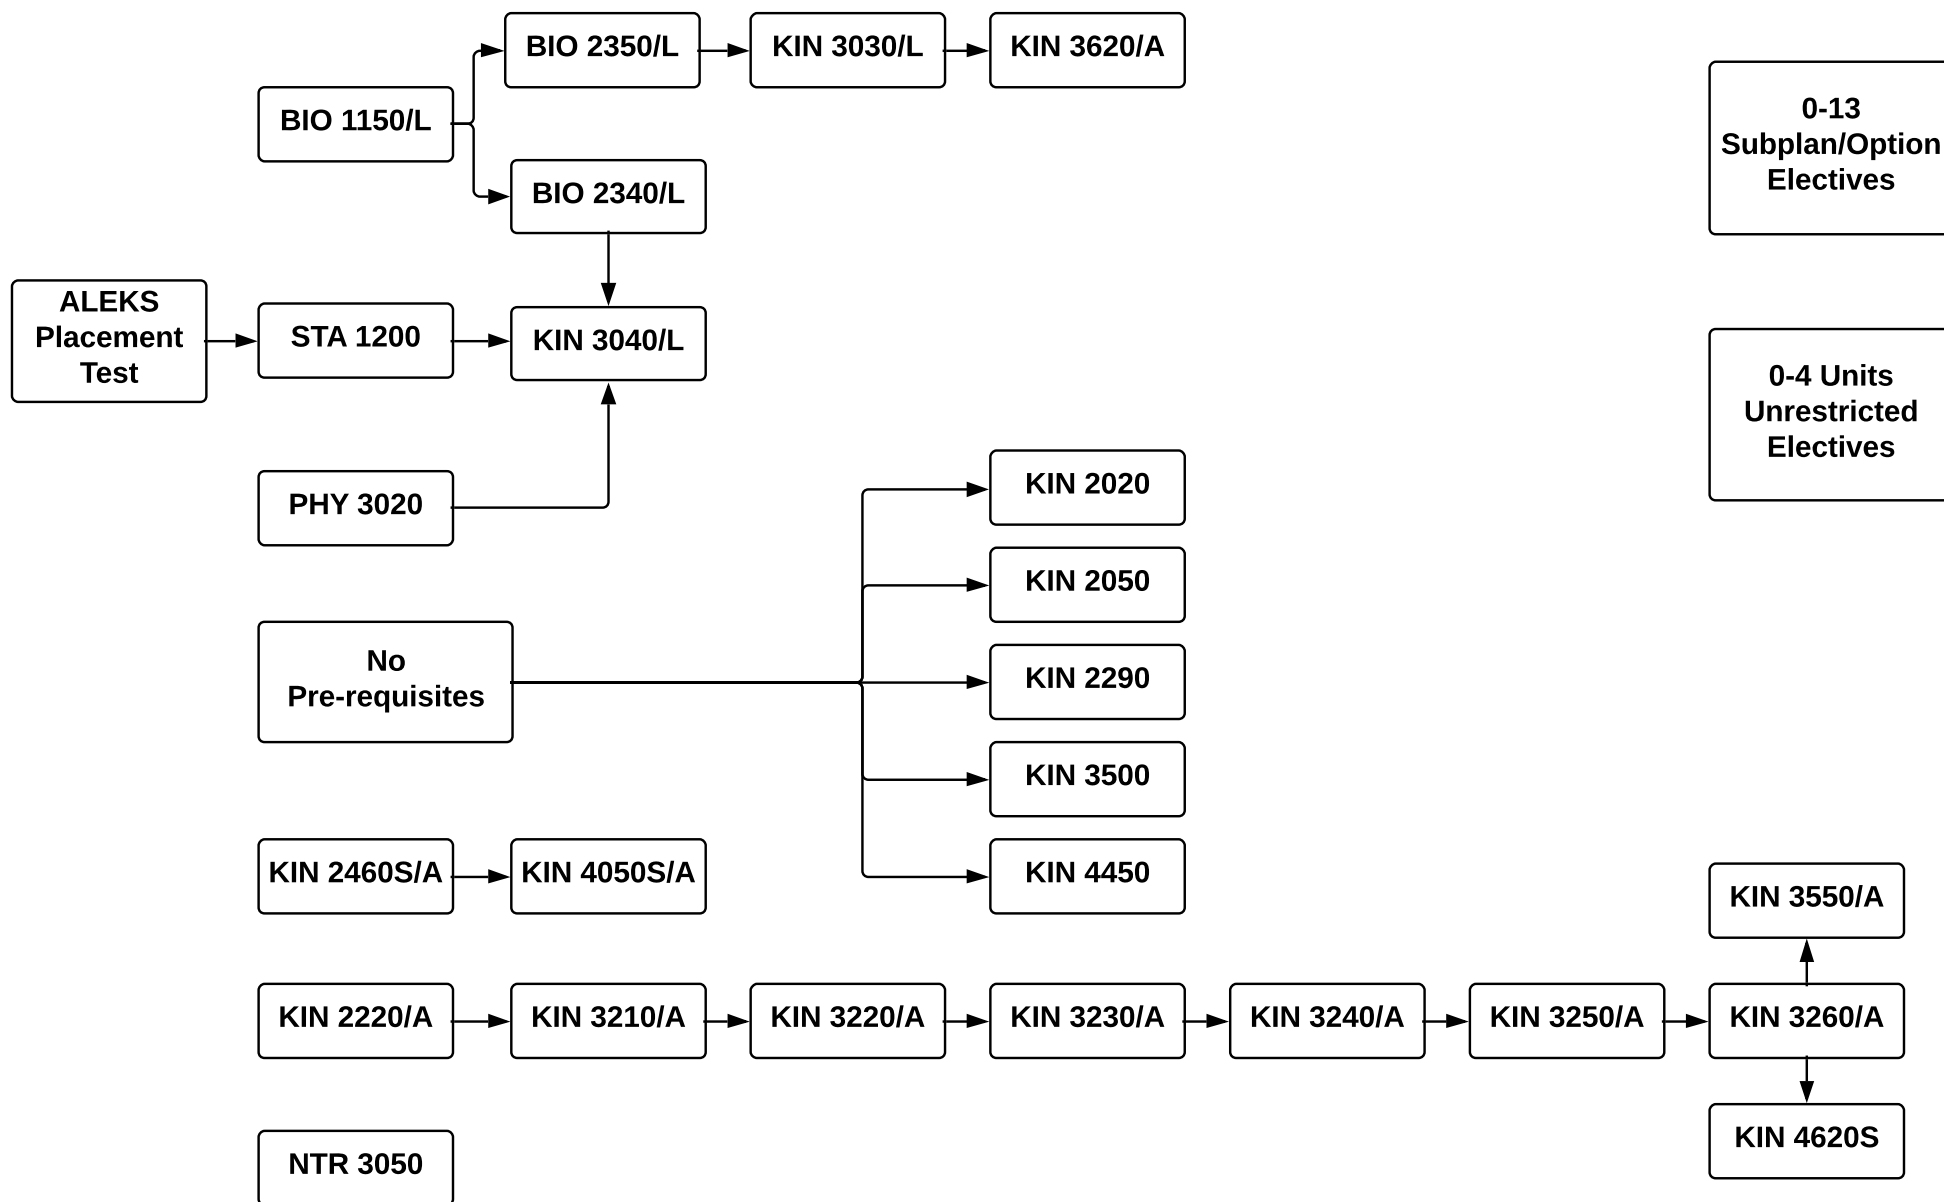 BIO 2350/L
KIN 3030/L
KIN 3620/A
BIO 1150/L
0-13
Subplan/Option
Electives
BIO 2340/L
ALEKS
Placement
Test
STA 1200
KIN 3040/L
0-4 Units
Unrestricted
Electives
PHY 3020
KIN 2020
KIN 2050
No
Pre-requisites
KIN 2290
KIN 3500
KIN 2460S/A
KIN 4050S/A
KIN 4450
KIN 3550/A
KIN 2220/A
KIN 3210/A
KIN 3220/A
KIN 3230/A
KIN 3240/A
KIN 3250/A
KIN 3260/A
KIN 4620S
NTR 3050